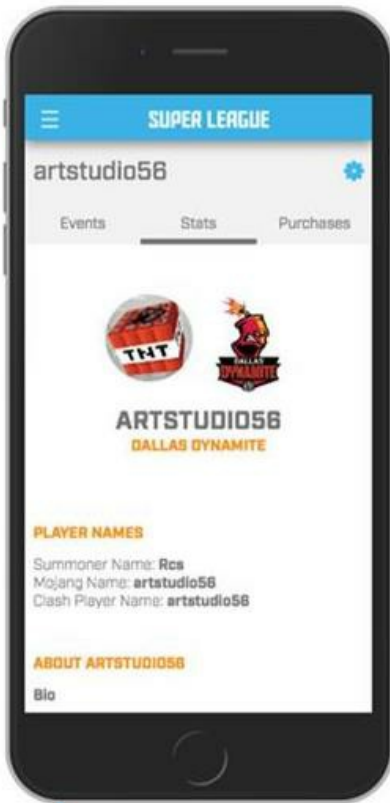 SUPER LEAGUE
artstudio56
Events Stats Purchases
TNT
DALLAS
DYNAMITE
ARTSTUDIO56
DALLAS DYNAMITE
PLAYER NAMES
Summoner Name: Rcs
Mojang Name: artstudio56
Clash Player Name: artstudio56
ABOUT ARTSTUDIO56
Bio